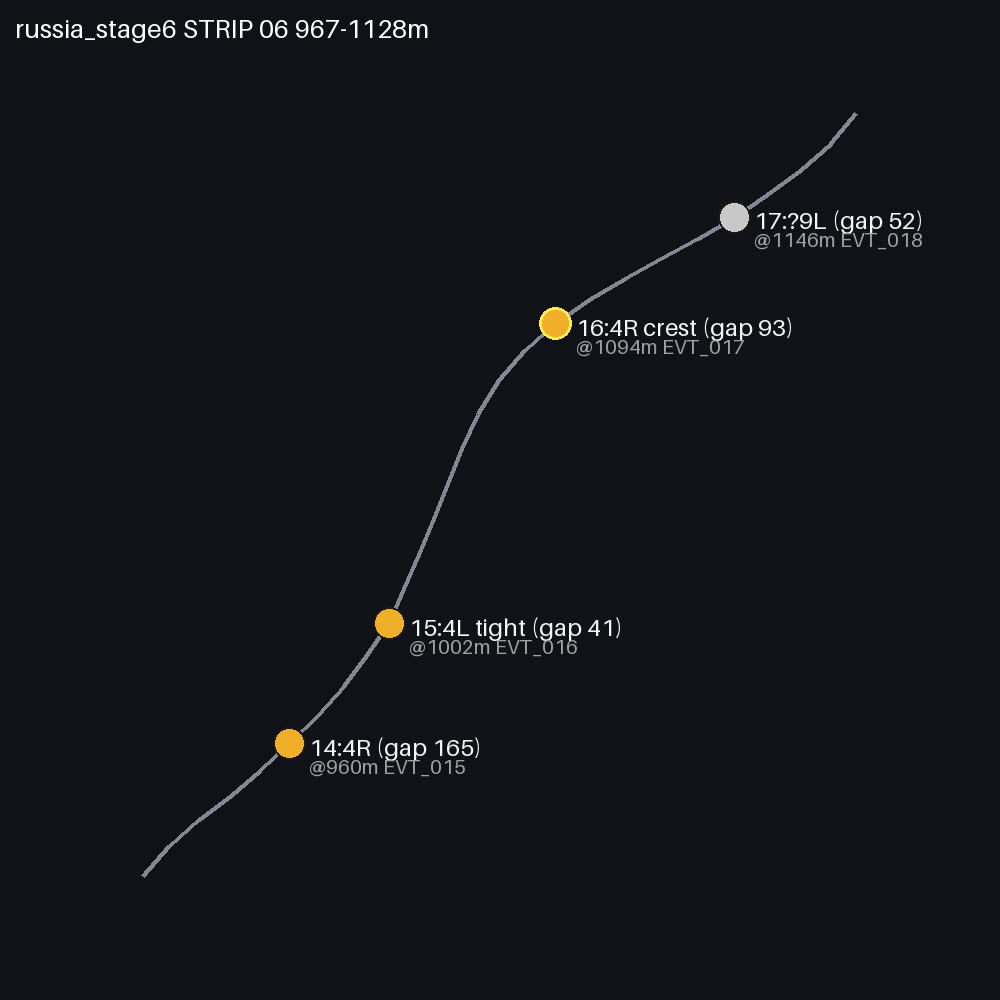 russia_stage6 STRIP 06 967-1128m
17:?9L (gap 52)
@1146m EVT_018
16:4R crest (gap 93)
@1094m EVT_017
15:4L tight (gap 41)
@1002m EVT_016
14:4R (gap 165)
@960m EVT_015